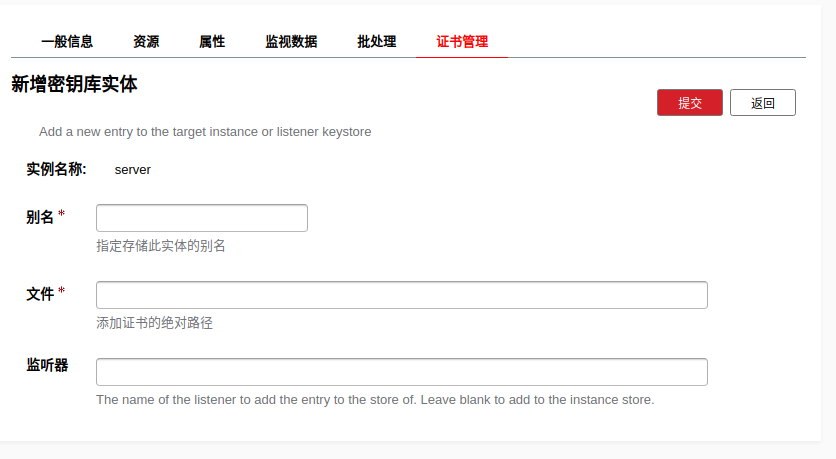 一般信息 资源 属性 监视数据 批处理 证书管理
新增密钥库实体
提交 返回
Add a new entry to the target instance or listener keystore
实例名称: server
别名 *
指定存储此实体的别名
文件 *
添加证书的绝对路径
监听器
The name of the listener to add the entry to the store of. Leave blank to add to the instance store.